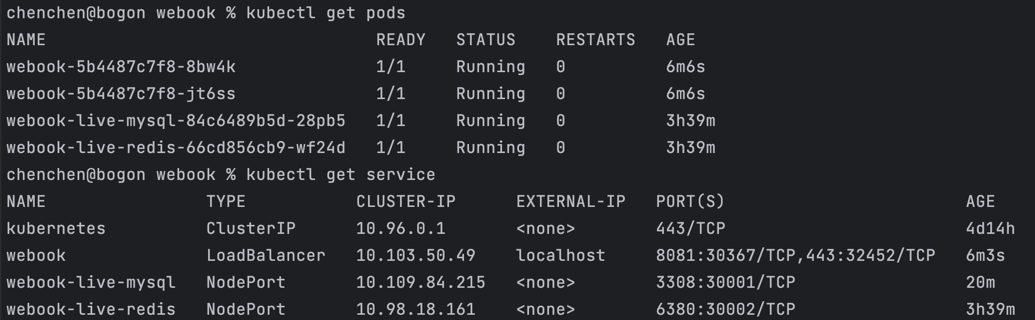 chenchen@bogon webook % kubectl get pods
NAME                                 READY   STATUS    RESTARTS   AGE
webook-5b4487c7f8-8bw4k              1/1     Running   0          6m6s
webook-5b4487c7f8-jt6ss              1/1     Running   0          6m6s
webook-live-mysql-84c6489b5d-28pb5   1/1     Running   0          3h39m
webook-live-redis-66cd856cb9-wf24d   1/1     Running   0          3h39m
chenchen@bogon webook % kubectl get service
NAME                TYPE           CLUSTER-IP      EXTERNAL-IP   PORT(S)                        AGE
kubernetes          ClusterIP      10.96.0.1       <none>        443/TCP                        4d14h
webook              LoadBalancer   10.103.50.49    localhost     8081:30367/TCP,443:32452/TCP   6m3s
webook-live-mysql   NodePort       10.109.84.215   <none>        3308:30001/TCP                 20m
webook-live-redis   NodePort       10.98.18.161    <none>        6380:30002/TCP                 3h39m